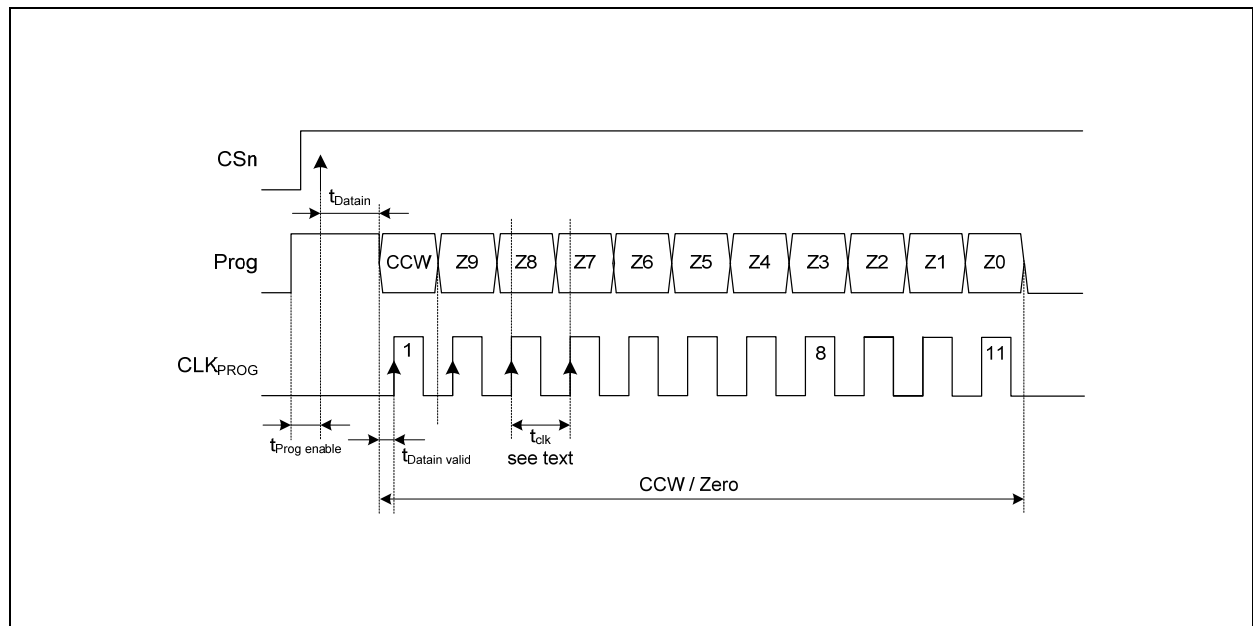 CSn
tDatain
Prog
CCW Z9 Z8 Z7 Z6 Z5 Z4 Z3 Z2 Z1 Z0
CLKPROG
1 8 11
tProg enable
tDatain valid
tclk
see text
CCW / Zero